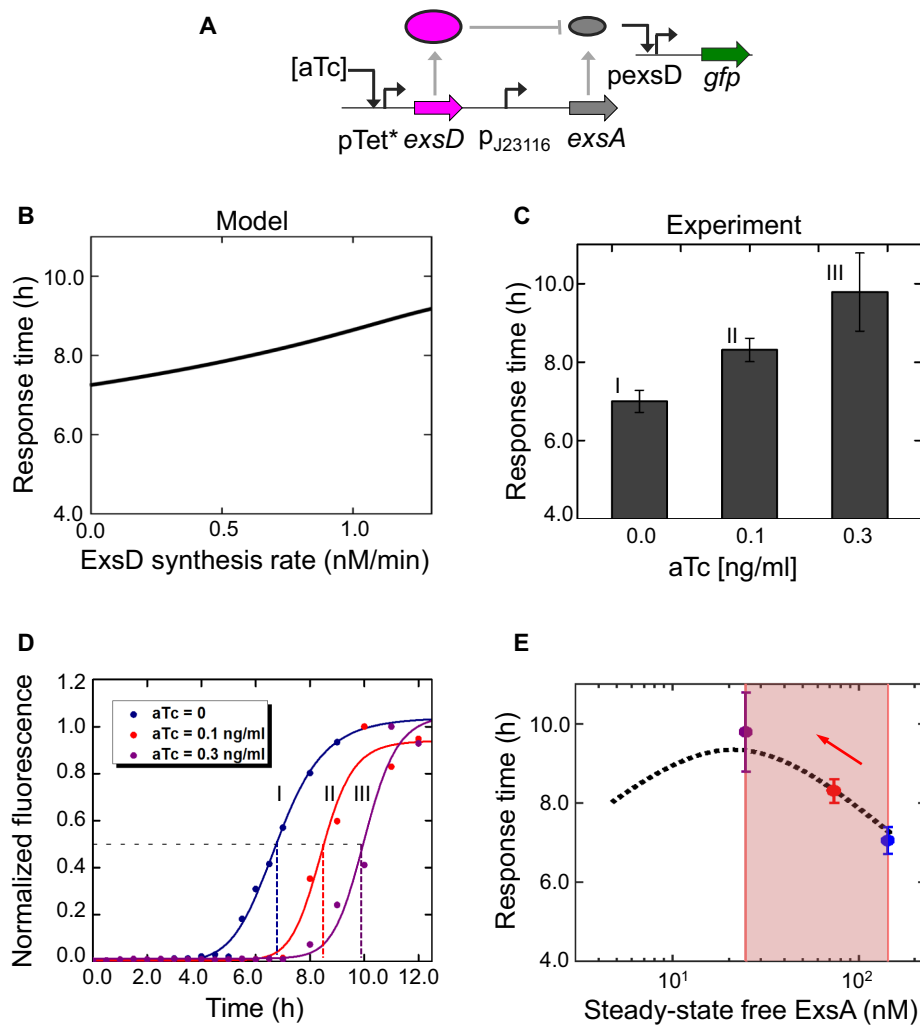 A
[aTc]
pTet* exsD pJ23116 exsA
pexsD gfp
B
Model
Response time (h)
10.0
8.0
6.0
4.0
0.0 0.5 1.0
ExsD synthesis rate (nM/min)
C
Experiment
Response time (h)
10.0
8.0
6.0
4.0
I
II
III
0.0 0.1 0.3
aTc [ng/ml]
D
Normalized fluorescence
1.2
1.0
0.8
0.6
0.4
0.2
0.0
aTc = 0
aTc = 0.1 ng/ml
aTc = 0.3 ng/ml
I II III
0.0 2.0 4.0 6.0 8.0 10.0 12.0
Time (h)
E
Response time (h)
10.0
8.0
6.0
4.0
10¹ 10²
Steady-state free ExsA (nM)